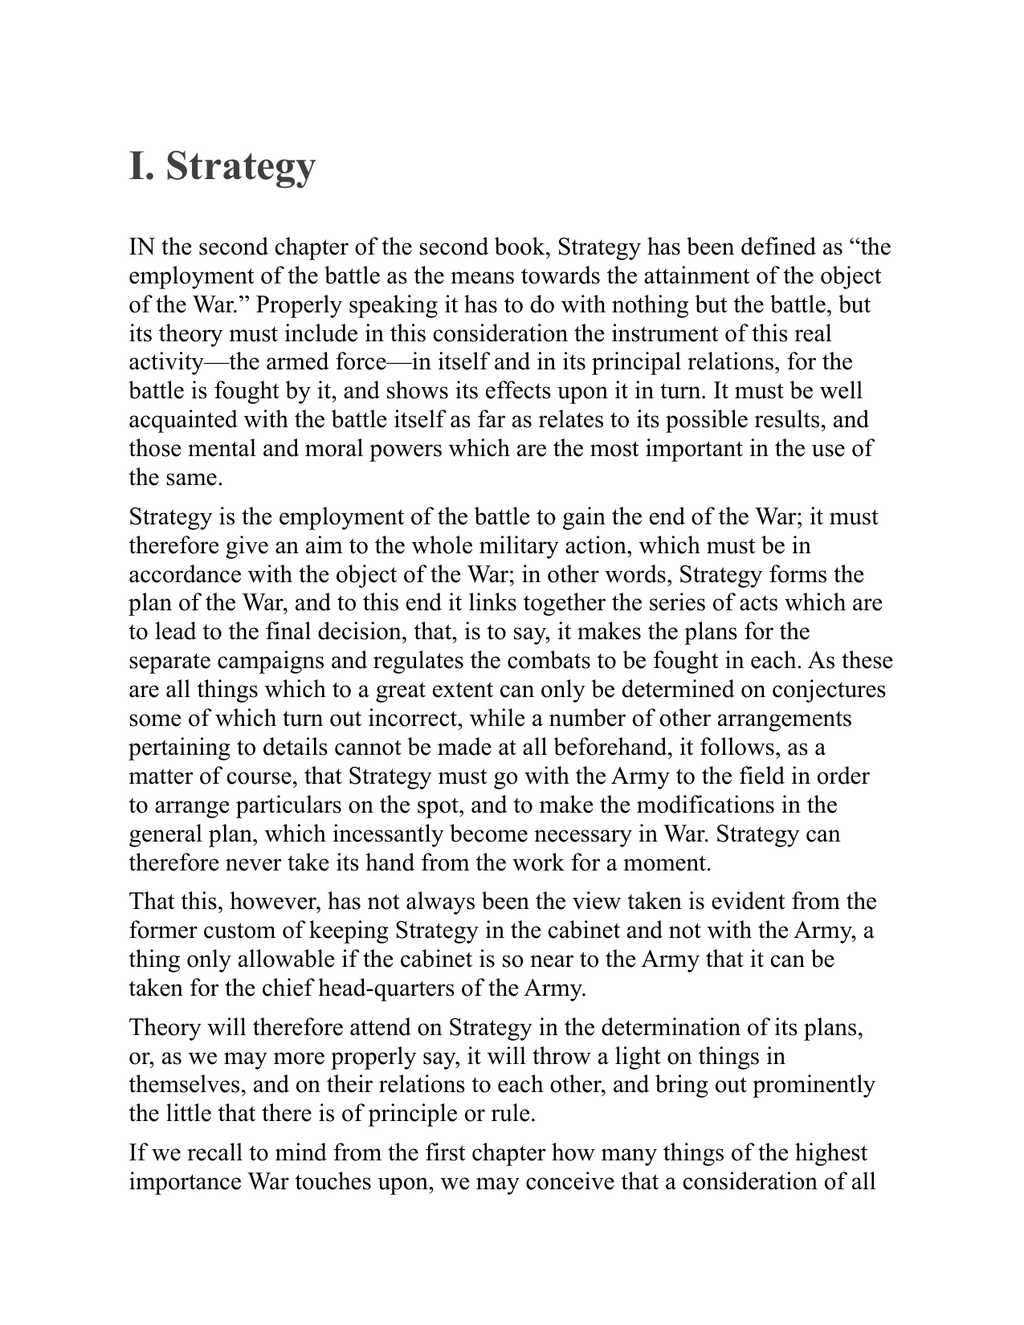 I. Strategy
IN the second chapter of the second book, Strategy has been defined as “the
employment of the battle as the means towards the attainment of the object
of the War.” Properly speaking it has to do with nothing but the battle, but
its theory must include in this consideration the instrument of this real
activity—the armed force—in itself and in its principal relations, for the
battle is fought by it, and shows its effects upon it in turn. It must be well
acquainted with the battle itself as far as relates to its possible results, and
those mental and moral powers which are the most important in the use of
the same.
Strategy is the employment of the battle to gain the end of the War; it must
therefore give an aim to the whole military action, which must be in
accordance with the object of the War; in other words, Strategy forms the
plan of the War, and to this end it links together the series of acts which are
to lead to the final decision, that, is to say, it makes the plans for the
separate campaigns and regulates the combats to be fought in each. As these
are all things which to a great extent can only be determined on conjectures
some of which turn out incorrect, while a number of other arrangements
pertaining to details cannot be made at all beforehand, it follows, as a
matter of course, that Strategy must go with the Army to the field in order
to arrange particulars on the spot, and to make the modifications in the
general plan, which incessantly become necessary in War. Strategy can
therefore never take its hand from the work for a moment.
That this, however, has not always been the view taken is evident from the
former custom of keeping Strategy in the cabinet and not with the Army, a
thing only allowable if the cabinet is so near to the Army that it can be
taken for the chief head-quarters of the Army.
Theory will therefore attend on Strategy in the determination of its plans,
or, as we may more properly say, it will throw a light on things in
themselves, and on their relations to each other, and bring out prominently
the little that there is of principle or rule.
If we recall to mind from the first chapter how many things of the highest
importance War touches upon, we may conceive that a consideration of all